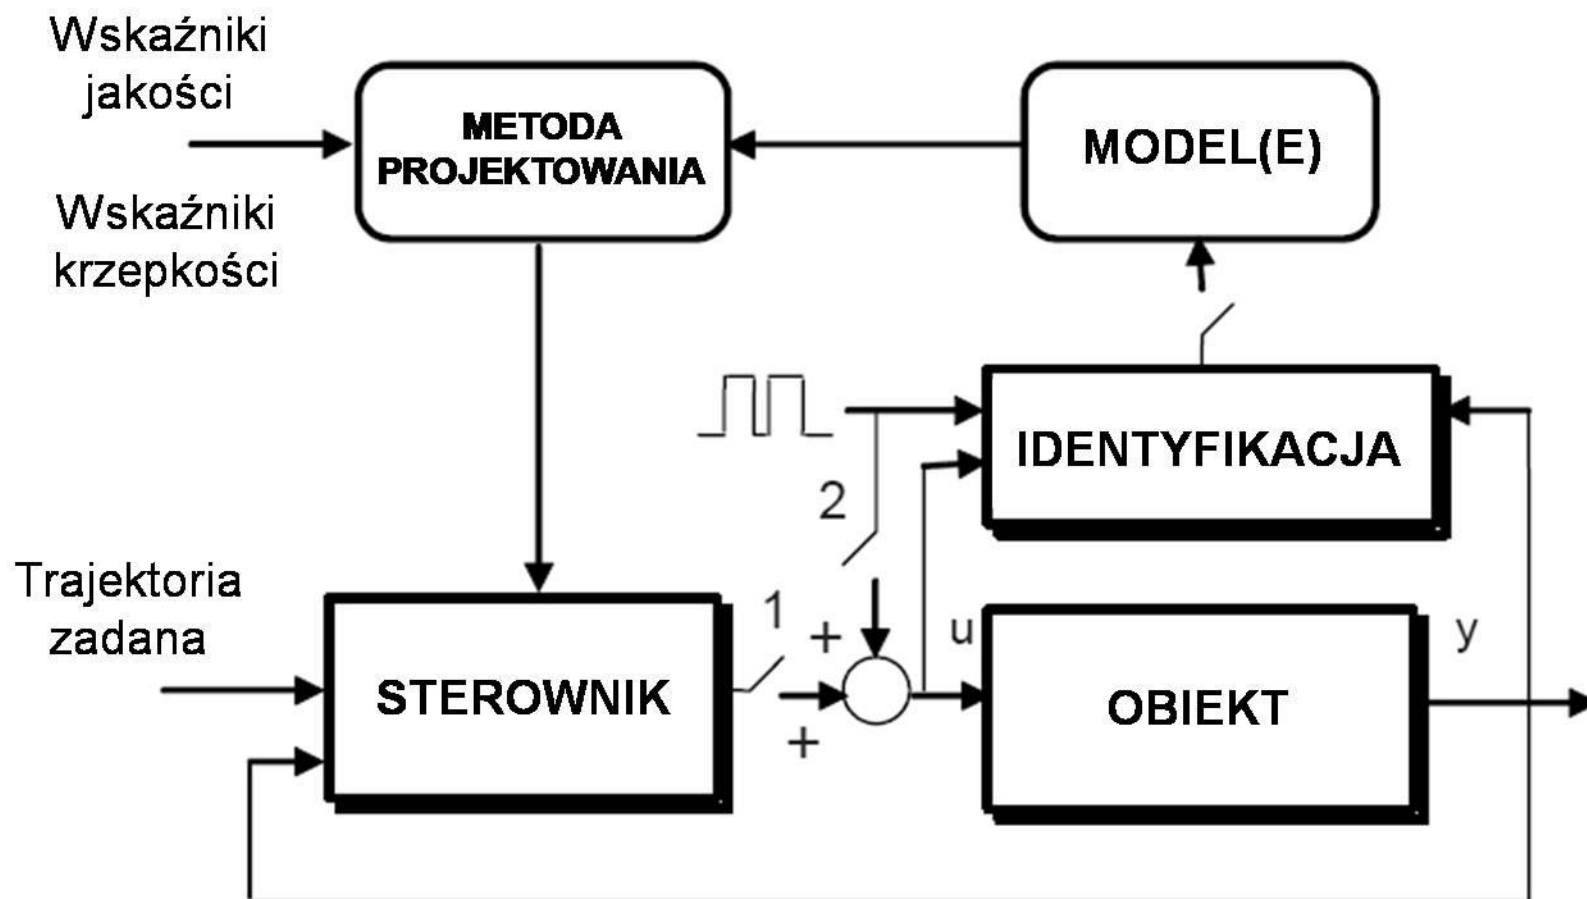 Wskaźniki
jakości
METODA
PROJEKTOWANIA
MODEL(E)
Wskaźniki
krzepkości
IDENTYFIKACJA
2
Trajektoria
zadana
1
+
u
y
STEROWNIK
OBIEKT
+